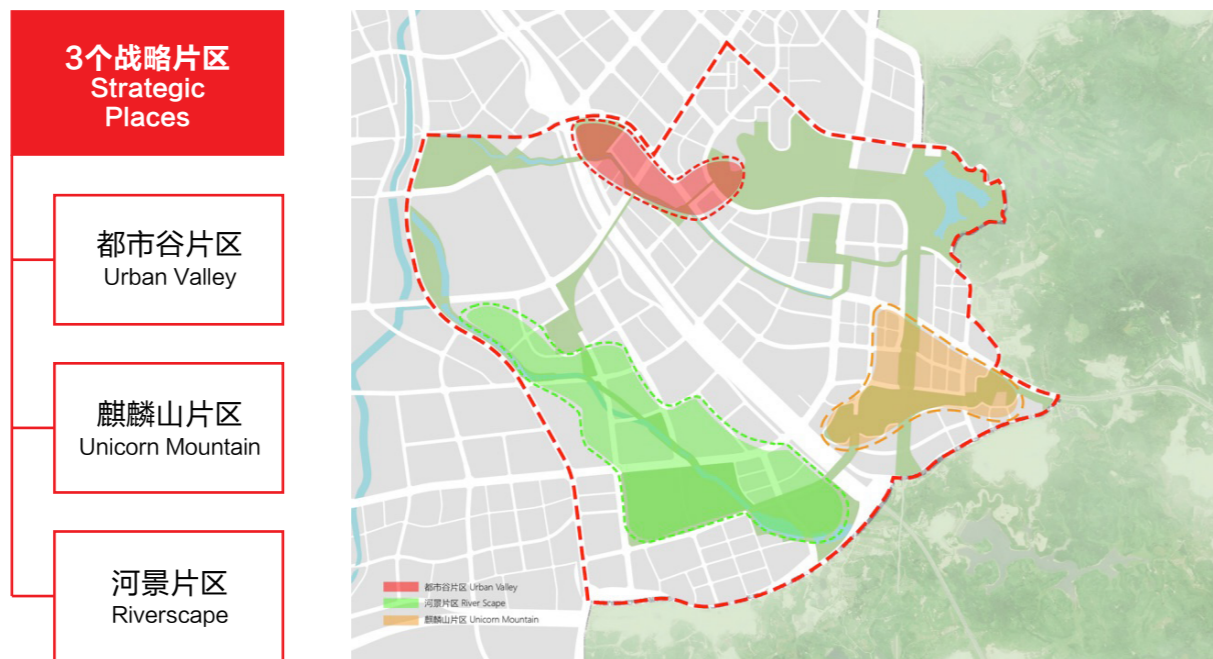 3个战略片区
Strategic
Places
都市谷片区
Urban Valley
麒麟山片区
Unicorn Mountain
河景片区
Riverscape
都市谷片区 Urban Valley
河景片区 River Scape
麒麟山片区 Unicorn Mountain